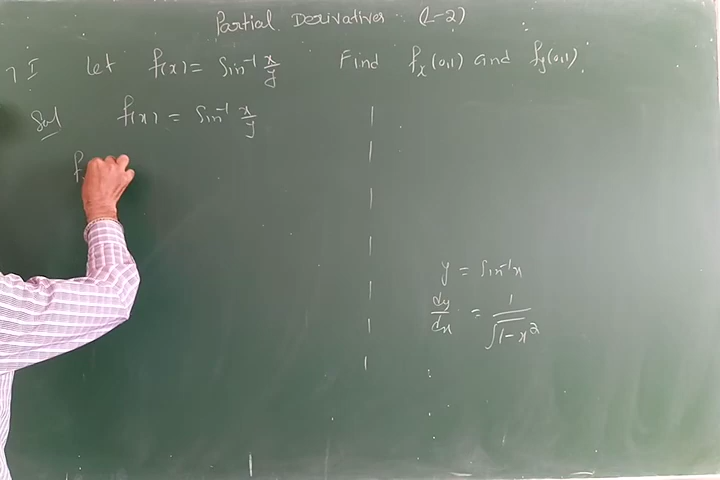 Partial Derivatives (L-2)
I Let f(x) = Sin⁻¹ x/y Find fx(0,1) and fy(0,1).
Sol f(x) = Sin⁻¹ x/y
f
y = Sin⁻¹x
dy/dx = 1/√1-x²